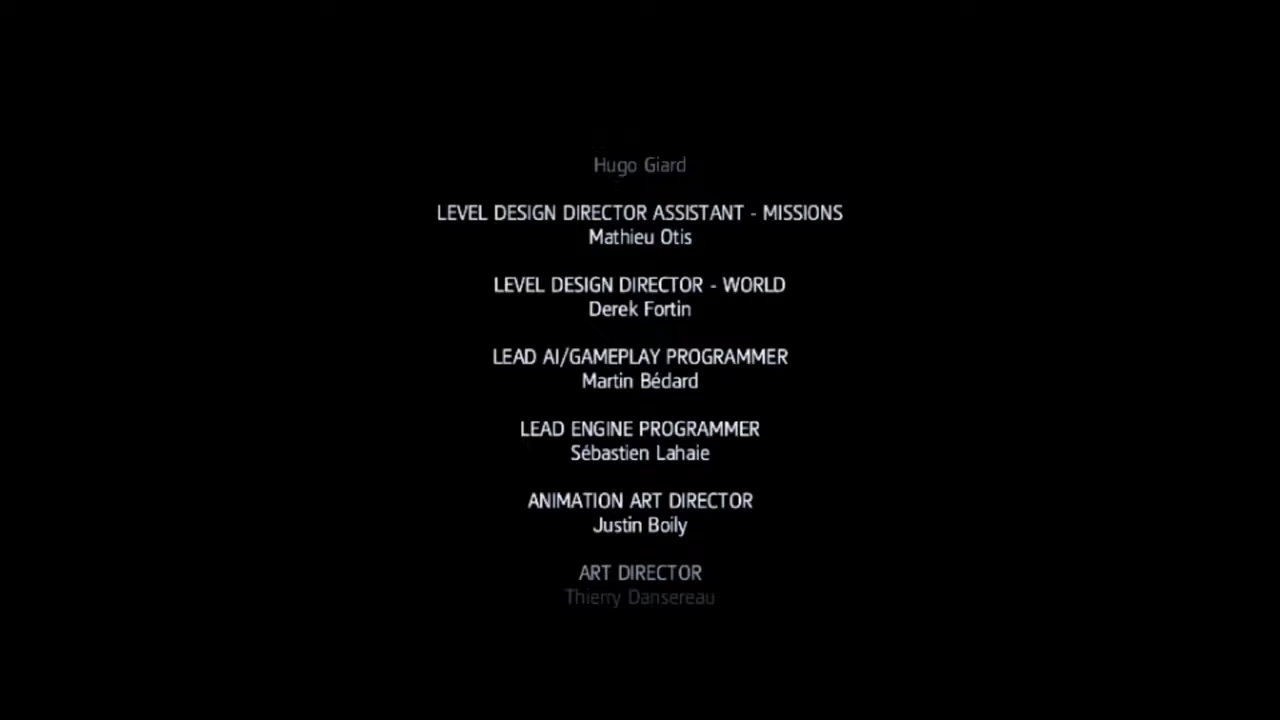 Hugo Giard
LEVEL DESIGN DIRECTOR ASSISTANT - MISSIONS
Mathieu Otis
LEVEL DESIGN DIRECTOR - WORLD
Derek Fortin
LEAD AI/GAMEPLAY PROGRAMMER
Martin Bédard
LEAD ENGINE PROGRAMMER
Sébastien Lahaie
ANIMATION ART DIRECTOR
Justin Boily
ART DIRECTOR
Thierry Dansereau